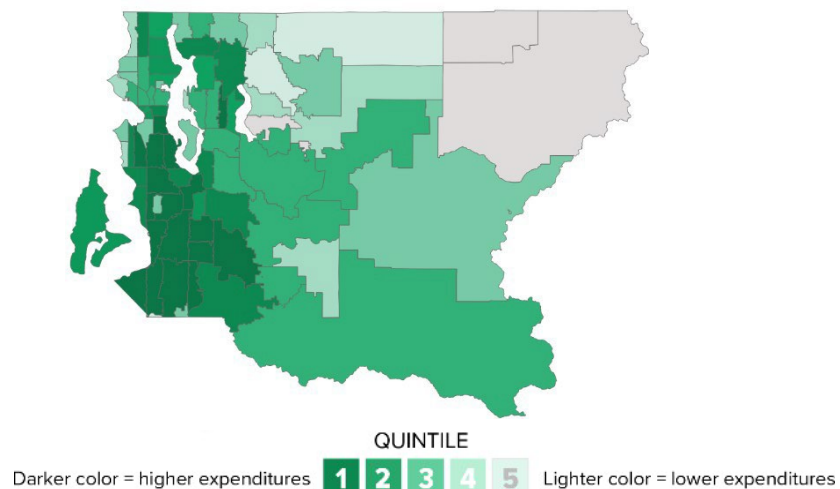 QUINTILE
Darker color = higher expenditures 1 2 3 4 5 Lighter color = lower expenditures